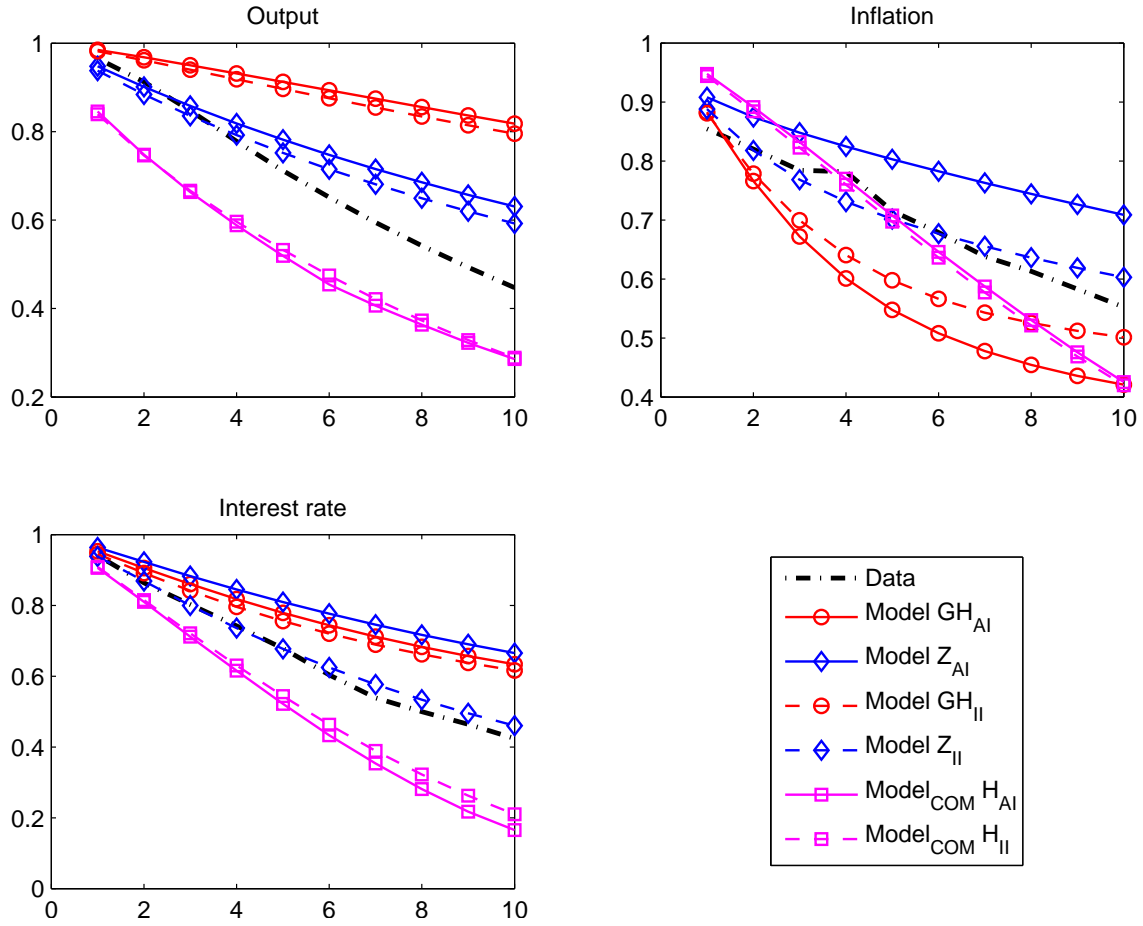 Output
1
0.8
0.6
0.4
0.2
0 2 4 6 8 10
Inflation
1
0.9
0.8
0.7
0.6
0.5
0.4
0 2 4 6 8 10
Interest rate
1
0.8
0.6
0.4
0.2
0
0 2 4 6 8 10
Data
Model GH_AI
Model Z_AI
Model GH_II
Model Z_II
Model_COM H_AI
Model_COM H_II